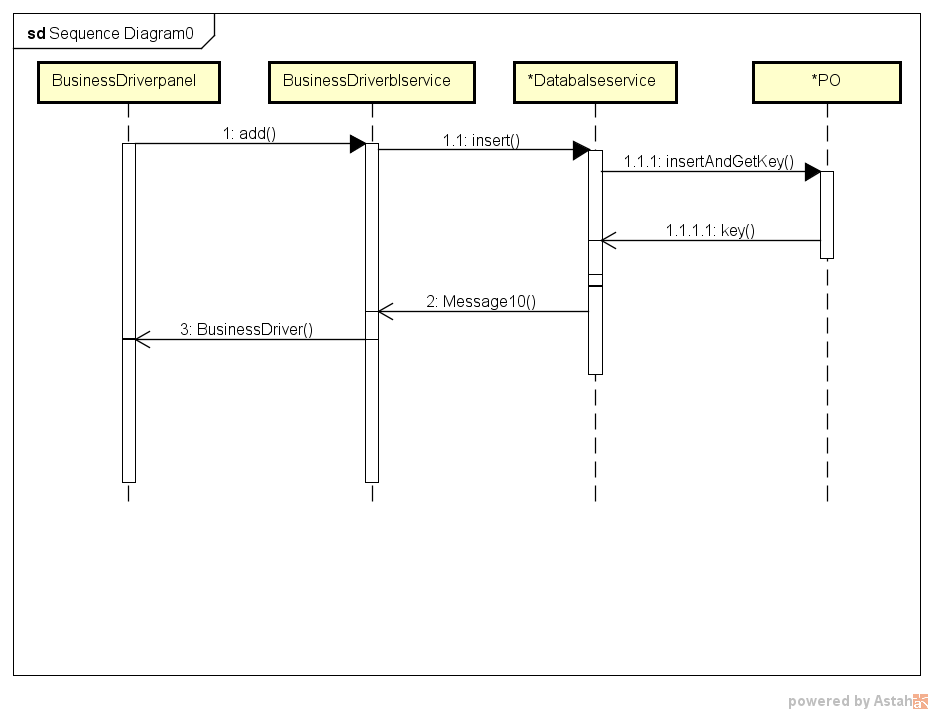 sd Sequence Diagram0
BusinessDriverpanel
BusinessDriverblservice
*Databalseservice
*PO
1: add()
1.1: insert()
1.1.1: insertAndGetKey()
1.1.1.1: key()
2: Message10()
3: BusinessDriver()
powered by Astah